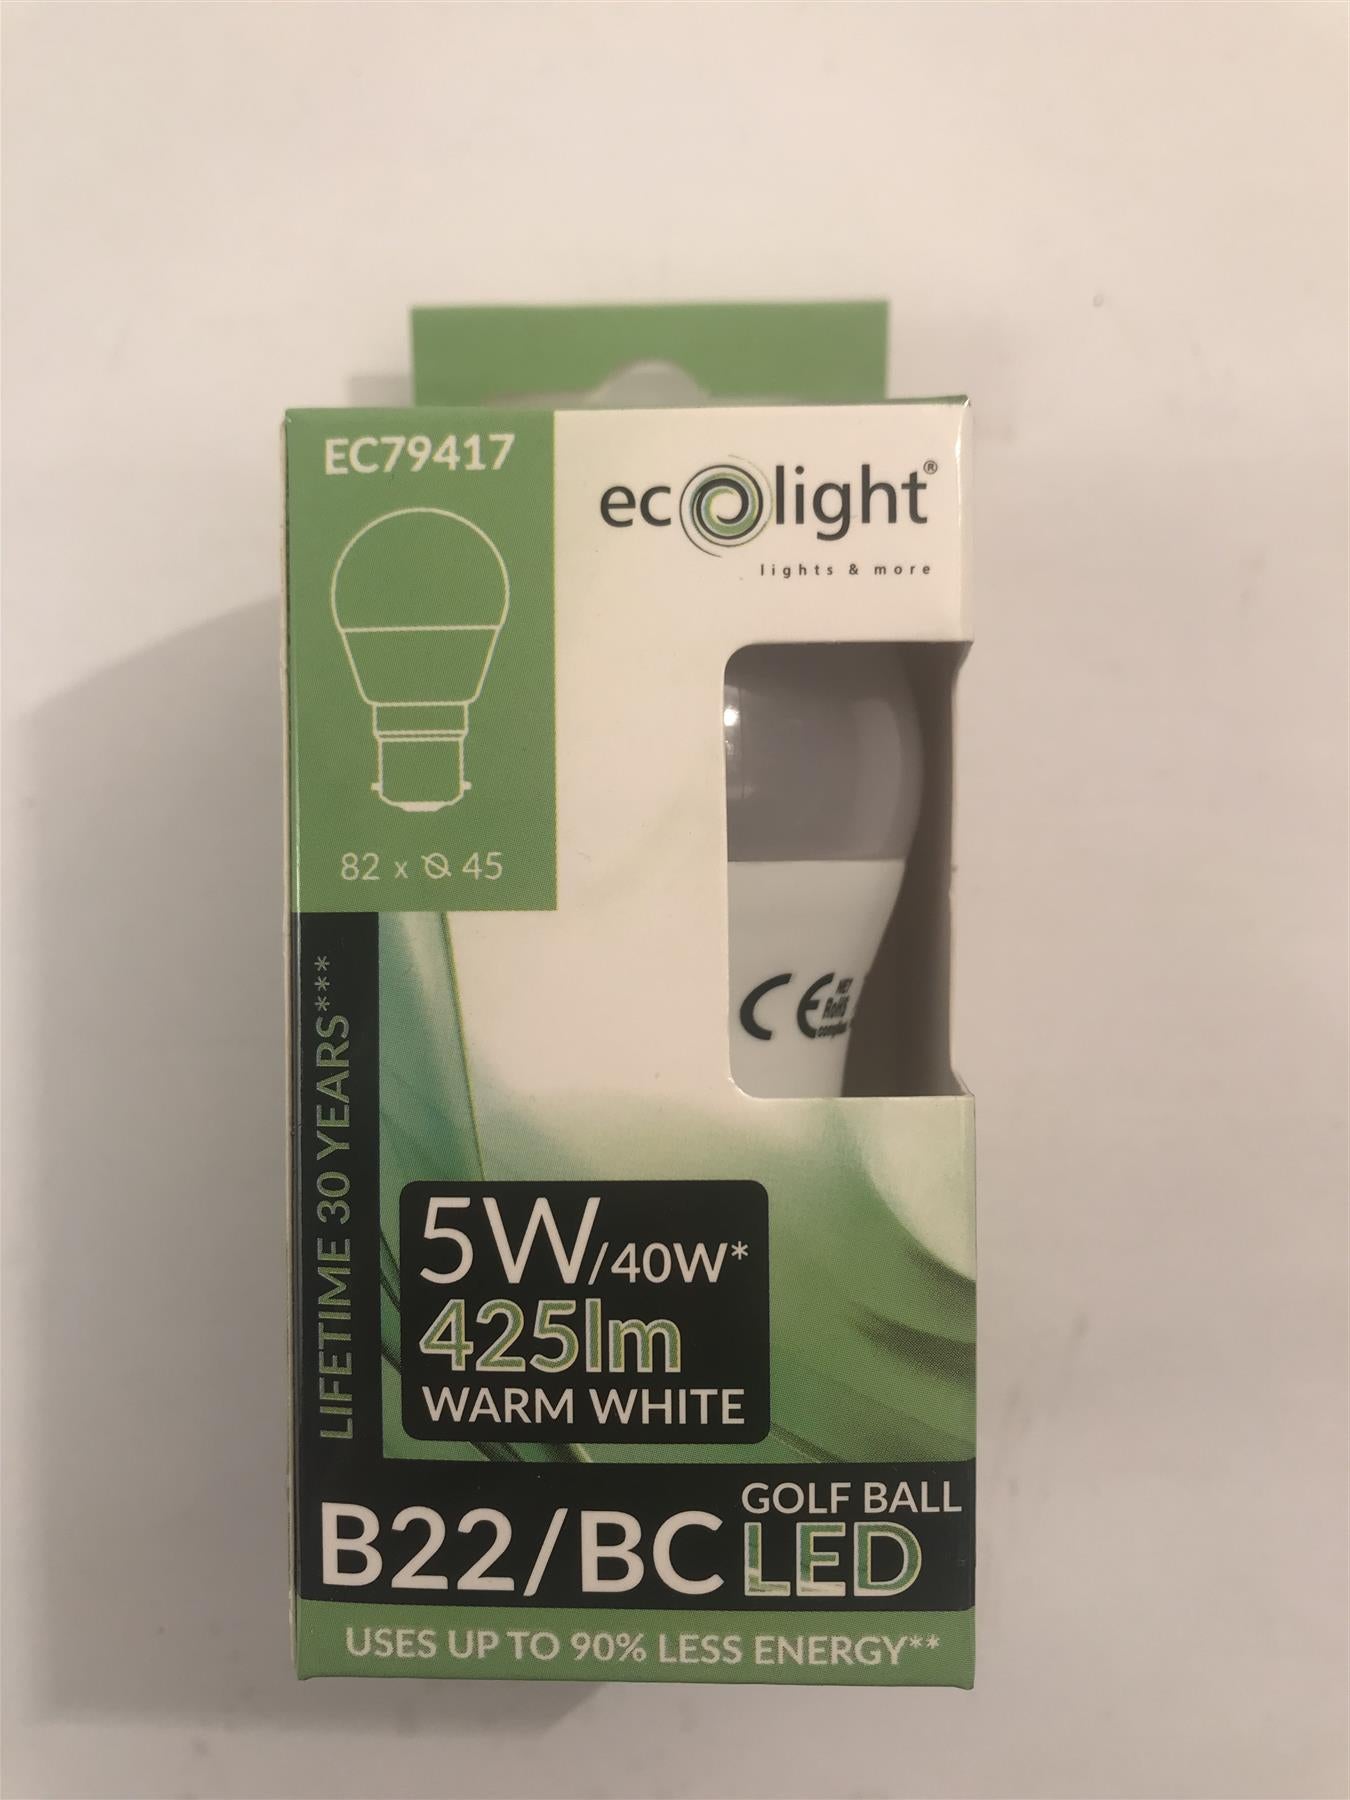 EC79417
ecolight®
lights & more
82 x Ø 45
CE
RoHS
LIFETIME 30 YEARS***
5W/40W*
425lm
WARM WHITE
B22/BC
GOLF BALL
LED
USES UP TO 90% LESS ENERGY**